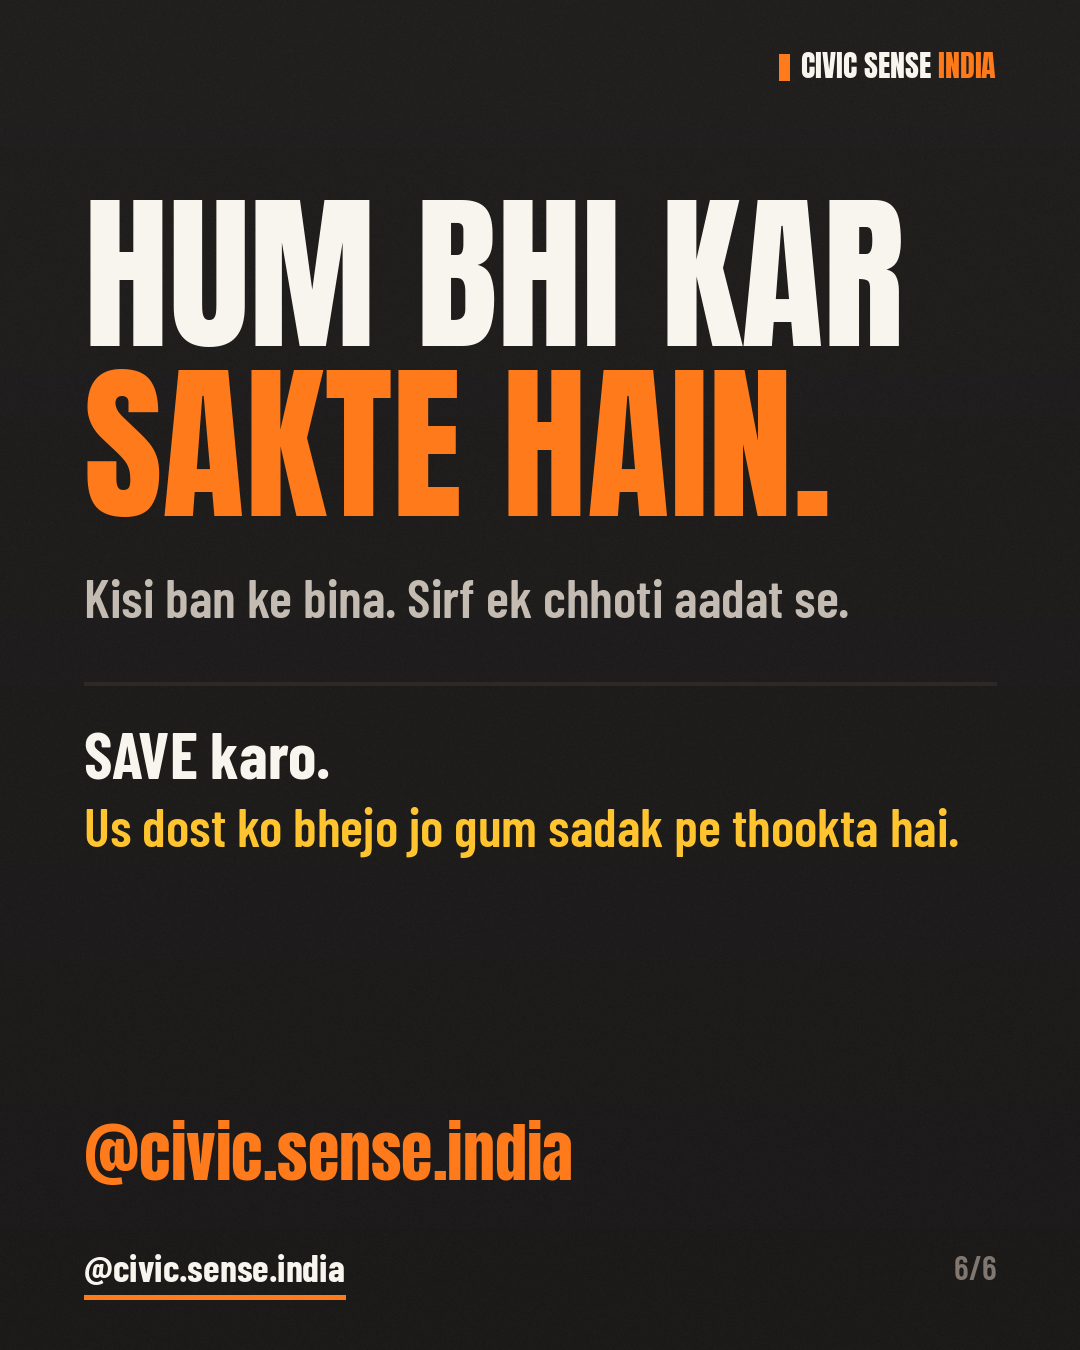 CIVIC SENSE INDIA
HUM BHI KAR
SAKTE HAIN.
Kisi ban ke bina. Sirf ek chhoti aadat se.
SAVE karo.
Us dost ko bhejo jo gum sadak pe thookta hai.
@civic.sense.india
@civic.sense.india
6/6